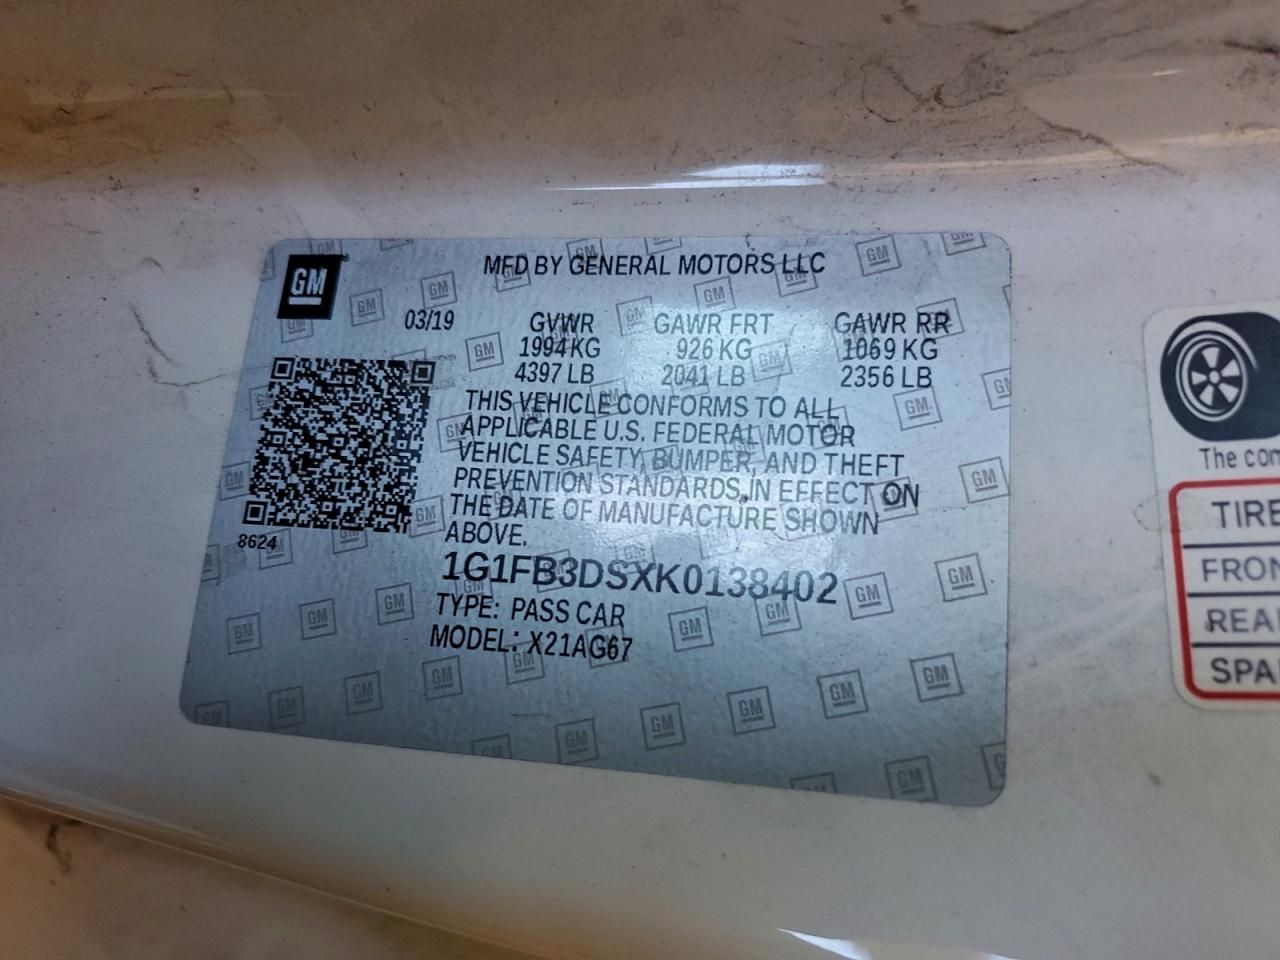 GM
MFD BY GENERAL MOTORS LLC
03/19 GVWR GAWR FRT GAWR RR
1994 KG 926 KG 1069 KG
4397 LB 2041 LB 2356 LB
THIS VEHICLE CONFORMS TO ALL
APPLICABLE U.S. FEDERAL MOTOR
VEHICLE SAFETY, BUMPER, AND THEFT
PREVENTION STANDARDS IN EFFECT ON
THE DATE OF MANUFACTURE SHOWN
ABOVE.
8624
1G1FB3DSXK0138402
TYPE: PASS CAR
MODEL: X21AG67
The com
TIRE
FRON
REAR
SPA